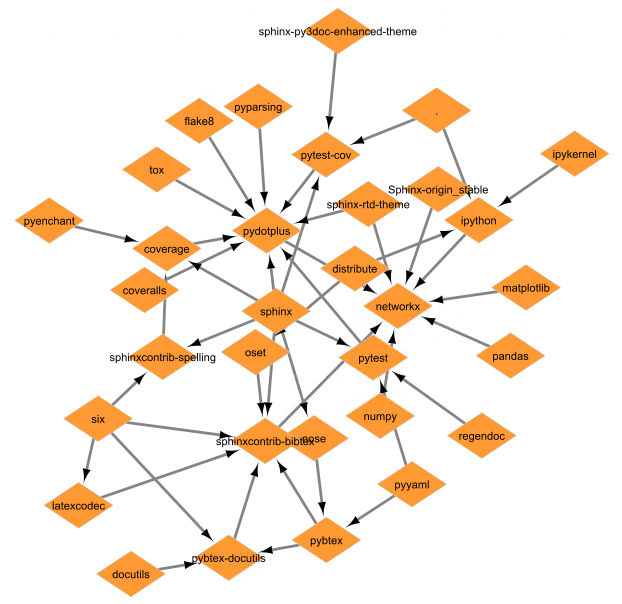 sphinx-py3doc-enhanced-theme
pyparsing
.
flake8
pytest-cov
ipykernel
tox
Sphinx-origin_stable
sphinx-rtd-theme
pyenchant
ipython
pydotplus
coverage
distribute
coveralls
matplotlib
networkx
sphinx
oset
pandas
sphinxcontrib-spelling
pytest
six
numpy
regendoc
sphinxcontrib-bibtex
nose
pyyaml
latexcodec
pybtex
pybtex-docutils
docutils